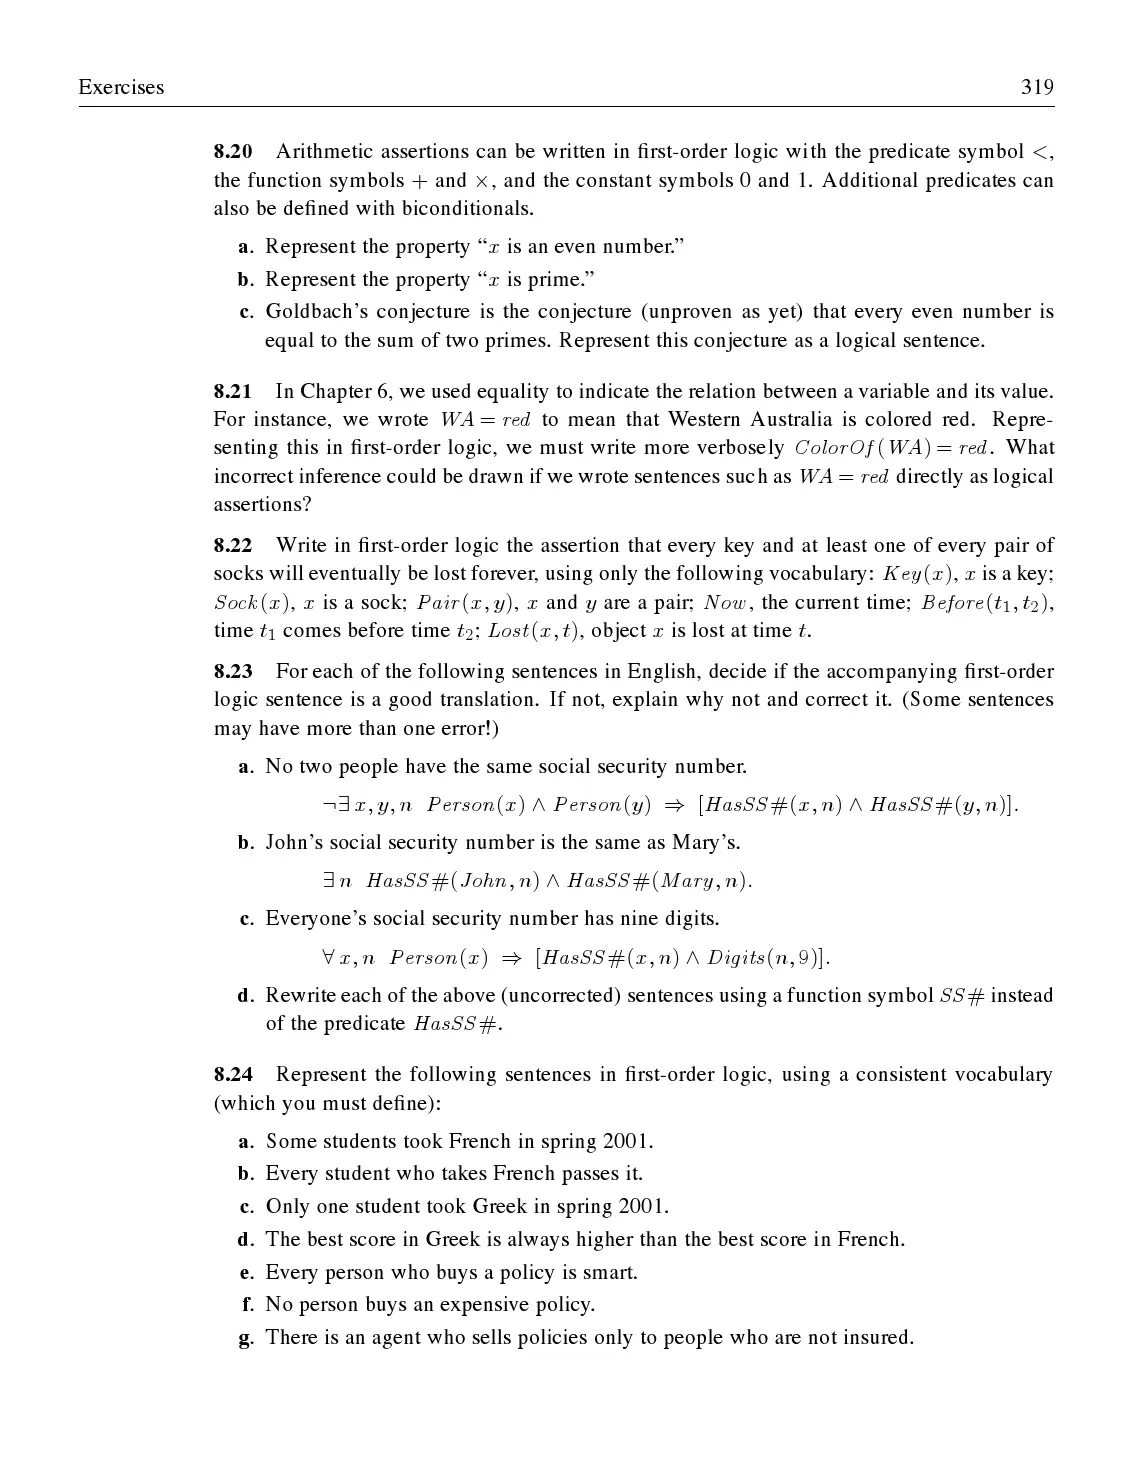 Exercises 319
8.20 Arithmetic assertions can be written in first-order logic with the predicate symbol <,
the function symbols + and ×, and the constant symbols 0 and 1. Additional predicates can
also be defined with biconditionals.
a. Represent the property “x is an even number.”
b. Represent the property “x is prime.”
c. Goldbach’s conjecture is the conjecture (unproven as yet) that every even number is
equal to the sum of two primes. Represent this conjecture as a logical sentence.
8.21 In Chapter 6, we used equality to indicate the relation between a variable and its value.
For instance, we wrote WA = red to mean that Western Australia is colored red. Repre-
senting this in first-order logic, we must write more verbosely ColorOf(WA) = red. What
incorrect inference could be drawn if we wrote sentences such as WA = red directly as logical
assertions?
8.22 Write in first-order logic the assertion that every key and at least one of every pair of
socks will eventually be lost forever, using only the following vocabulary: Key(x), x is a key;
Sock(x), x is a sock; Pair(x, y), x and y are a pair; Now, the current time; Before(t₁, t₂),
time t₁ comes before time t₂; Lost(x, t), object x is lost at time t.
8.23 For each of the following sentences in English, decide if the accompanying first-order
logic sentence is a good translation. If not, explain why not and correct it. (Some sentences
may have more than one error!)
a. No two people have the same social security number.
¬∃ x, y, n Person(x) ∧ Person(y) ⇒ [HasSS#(x, n) ∧ HasSS#(y, n)].
b. John’s social security number is the same as Mary’s.
∃ n HasSS#(John, n) ∧ HasSS#(Mary, n).
c. Everyone’s social security number has nine digits.
∀ x, n Person(x) ⇒ [HasSS#(x, n) ∧ Digits(n, 9)].
d. Rewrite each of the above (uncorrected) sentences using a function symbol SS# instead
of the predicate HasSS#.
8.24 Represent the following sentences in first-order logic, using a consistent vocabulary
(which you must define):
a. Some students took French in spring 2001.
b. Every student who takes French passes it.
c. Only one student took Greek in spring 2001.
d. The best score in Greek is always higher than the best score in French.
e. Every person who buys a policy is smart.
f. No person buys an expensive policy.
g. There is an agent who sells policies only to people who are not insured.